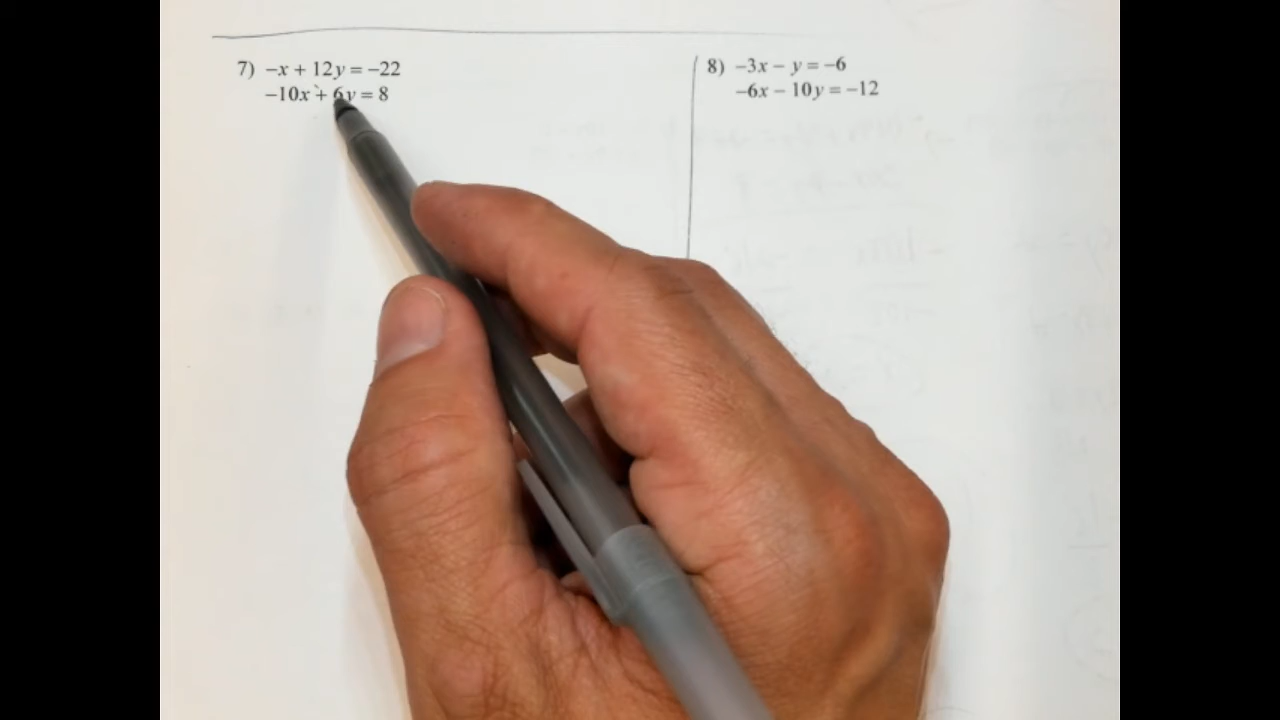 7) −x + 12y = −22
−10x + 6y = 8
8) −3x − y = −6
−6x − 10y = −12